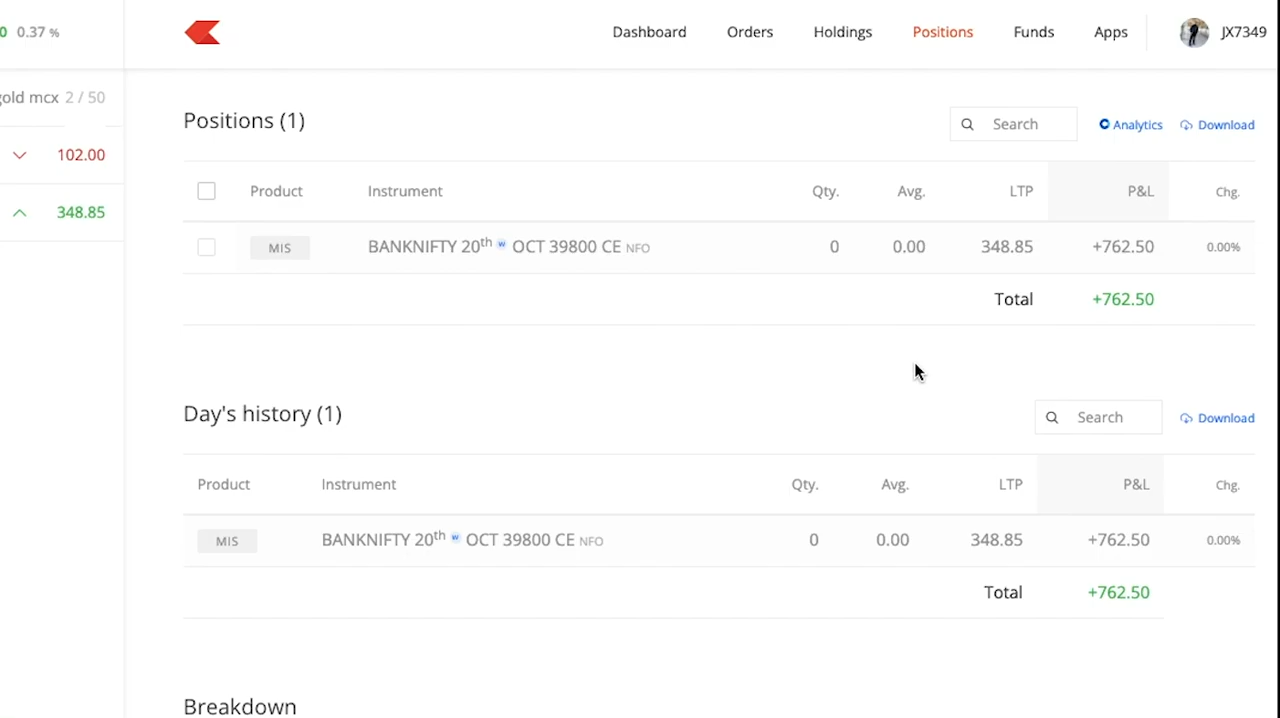 0 0.37 %
Dashboard Orders Holdings Positions Funds Apps JX7349
gold mcx 2 / 50
102.00
348.85
Positions (1)
Search Analytics Download
Product Instrument Qty. Avg. LTP P&L Chg.
MIS BANKNIFTY 20th w OCT 39800 CE NFO 0 0.00 348.85 +762.50 0.00%
Total +762.50
Day's history (1)
Search Download
Product Instrument Qty. Avg. LTP P&L Chg.
MIS BANKNIFTY 20th w OCT 39800 CE NFO 0 0.00 348.85 +762.50 0.00%
Total +762.50
Breakdown